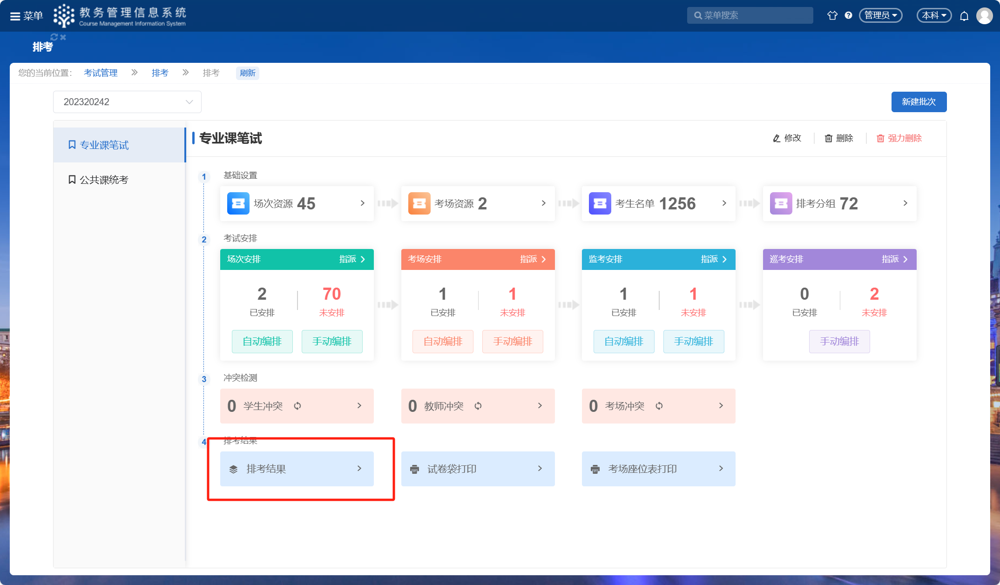 菜单
教务管理信息系统
Course Management Information System
菜单搜索
管理员
本科
排考
您的当前位置：
考试管理
排考
排考
刷新
202320242
新建批次
专业课笔试
公共课统考
专业课笔试
修改
删除
强力删除
1
基础设置
场次资源 45
考场资源 2
考生名单 1256
排考分组 72
2
考试安排
场次安排 指派
考场安排 指派
监考安排 指派
巡考安排 指派
2 70
已安排 未安排
自动编排 手动编排
1 1
已安排 未安排
自动编排 手动编排
1 1
已安排 未安排
自动编排 手动编排
0 2
已安排 未安排
手动编排
3
冲突检测
0 学生冲突
0 教师冲突
0 考场冲突
4
排考结果
排考结果
试卷袋打印
考场座位表打印